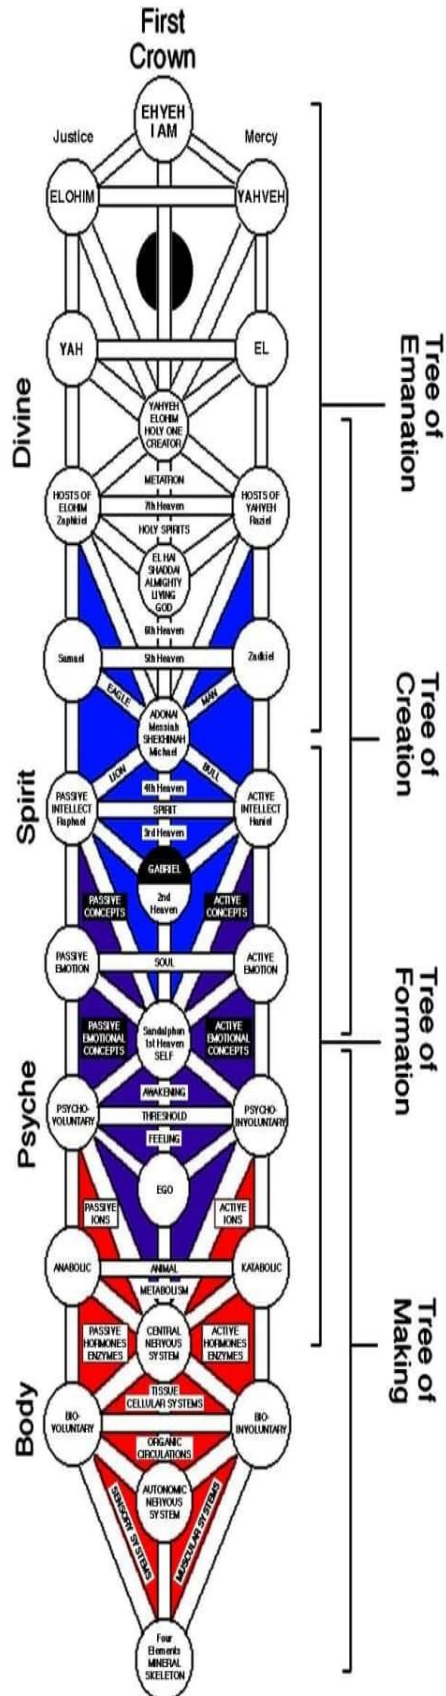 First
Crown
EHYEH
I AM
Justice
Mercy
ELOHIM
YAHVEH
YAH
EL
Tree of
Emanation
Divine
YAHVEH
ELOHIM
HOLY ONE
CREATOR
METATRON
HOSTS OF
ELOHIM
Zaphkiel
7th Heaven
HOSTS OF
YAHVEH
Raziel
HOLY SPIRITS
EL HAI
SHADDAI
ALMIGHTY
LIVING
GOD
6th Heaven
Samael
5th Heaven
Zadkiel
EAGLE
MAN
Tree of
Creation
ADONAI
Messiah
SHEKHINAH
Michael
LION
BULL
Spirit
4th Heaven
PASSIVE
INTELLECT
Raphael
SPIRIT
ACTIVE
INTELLECT
Haniel
3rd Heaven
GABRIEL
2nd
Heaven
PASSIVE
CONCEPTS
ACTIVE
CONCEPTS
PASSIVE
EMOTION
SOUL
ACTIVE
EMOTION
Tree of
Formation
PASSIVE
EMOTIONAL
CONCEPTS
Sandalphon
1st Heaven
SELF
ACTIVE
EMOTIONAL
CONCEPTS
Psyche
AWAKENING
PSYCHO-
VOLUNTARY
THRESHOLD
PSYCHO-
INVOLUNTARY
FEELING
EGO
PASSIVE
IONS
ACTIVE
IONS
ANABOLIC
ANIMAL
KATABOLIC
METABOLISM
Tree of
Making
PASSIVE
HORMONES
ENZYMES
CENTRAL
NERVOUS
SYSTEM
ACTIVE
HORMONES
ENZYMES
Body
TISSUE
CELLULAR SYSTEMS
BIO-
VOLUNTARY
BIO-
INVOLUNTARY
ORGANIC
CIRCULATIONS
AUTONOMIC
NERVOUS
SYSTEM
SENSORY SYSTEMS
MUSCULAR SYSTEMS
Four
Elements
MINERAL
SKELETON